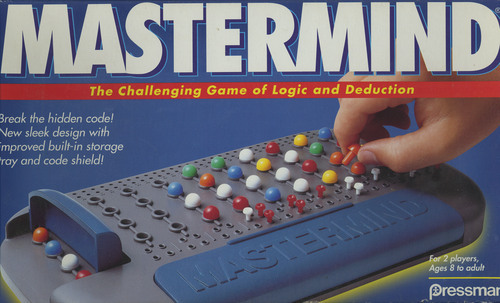 MASTERMIND
The Challenging Game of Logic and Deduction
Break the hidden code!
New sleek design with
improved built-in storage
tray and code shield!
MASTERMIND
For 2 players,
Ages 8 to adult
Pressman